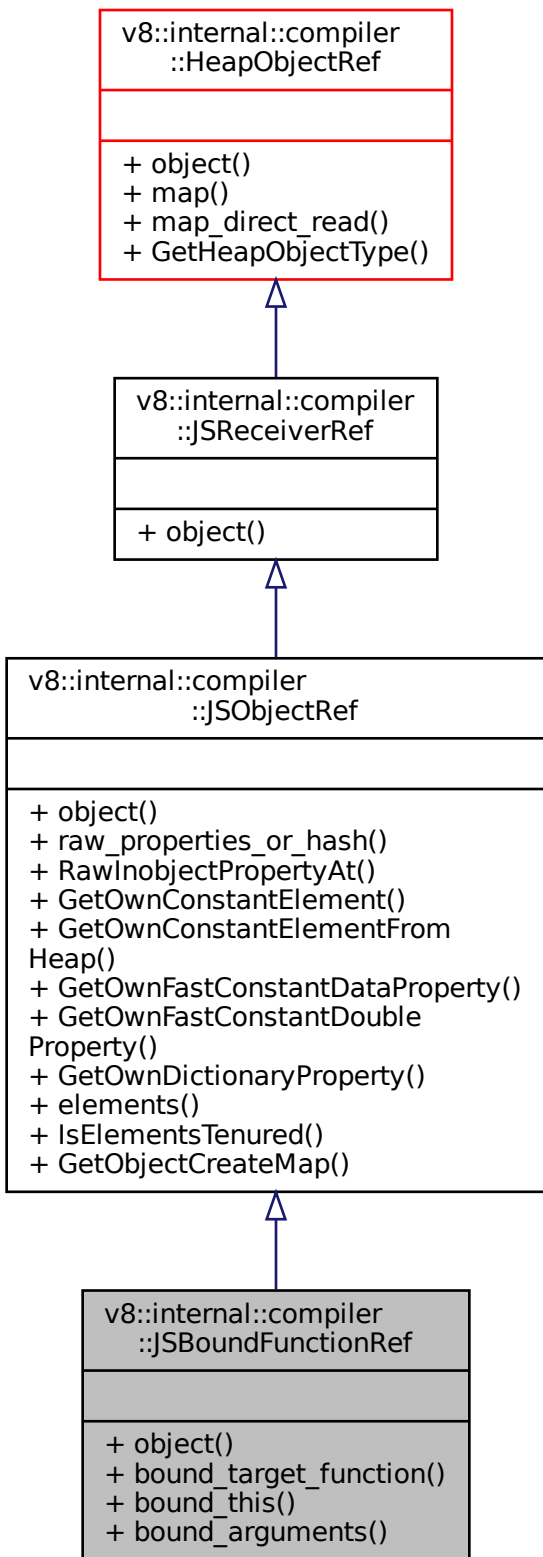 v8::internal::compiler
::HeapObjectRef
+ object()
+ map()
+ map_direct_read()
+ GetHeapObjectType()
v8::internal::compiler
::JSReceiverRef
+ object()
v8::internal::compiler
::JSObjectRef
+ object()
+ raw_properties_or_hash()
+ RawInobjectPropertyAt()
+ GetOwnConstantElement()
+ GetOwnConstantElementFrom
Heap()
+ GetOwnFastConstantDataProperty()
+ GetOwnFastConstantDouble
Property()
+ GetOwnDictionaryProperty()
+ elements()
+ IsElementsTenured()
+ GetObjectCreateMap()
v8::internal::compiler
::JSBoundFunctionRef
+ object()
+ bound_target_function()
+ bound_this()
+ bound_arguments()